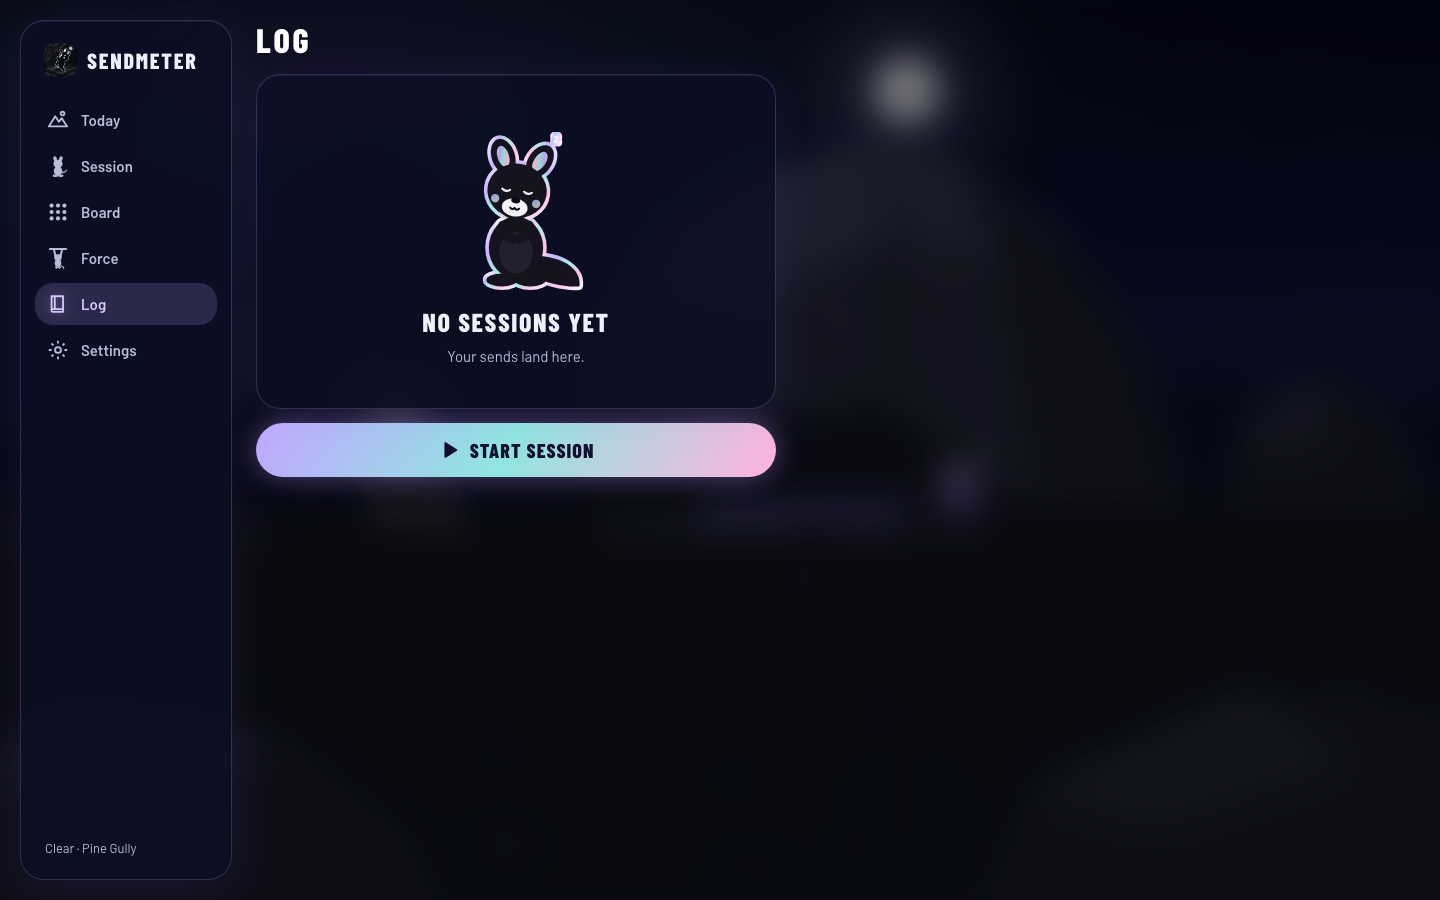 SENDMETER
Today
Session
Board
Force
Log
Settings
Clear · Pine Gully
LOG
NO SESSIONS YET
Your sends land here.
START SESSION